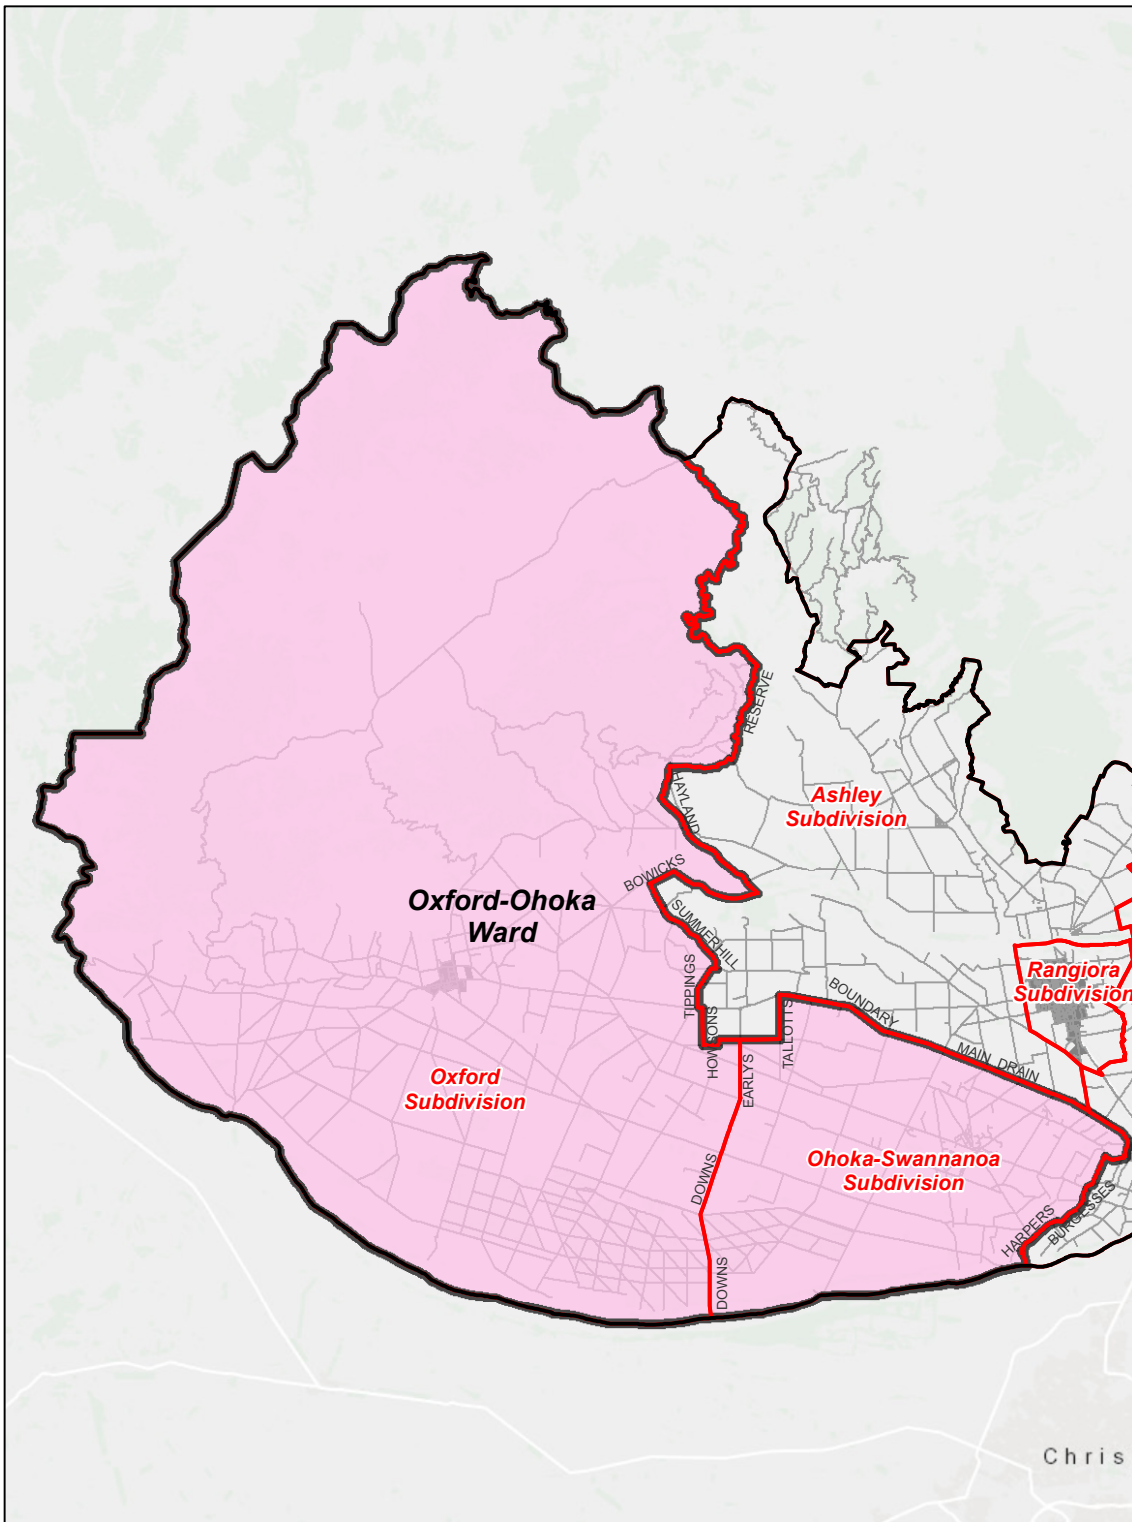 RESERVE
HAYLAND
Ashley
Subdivision
BOWICKS
Oxford-Ohoka
Ward
SUMMERHILL
TIPPINGS
Rangiora
Subdivision
BOUNDARY
HOWSONS
TALLOTTS
MAIN DRAIN
EARLYS
Oxford
Subdivision
Ohoka-Swannanoa
Subdivision
DOWNS
BURGESSES
HARPERS
DOWNS
Chris